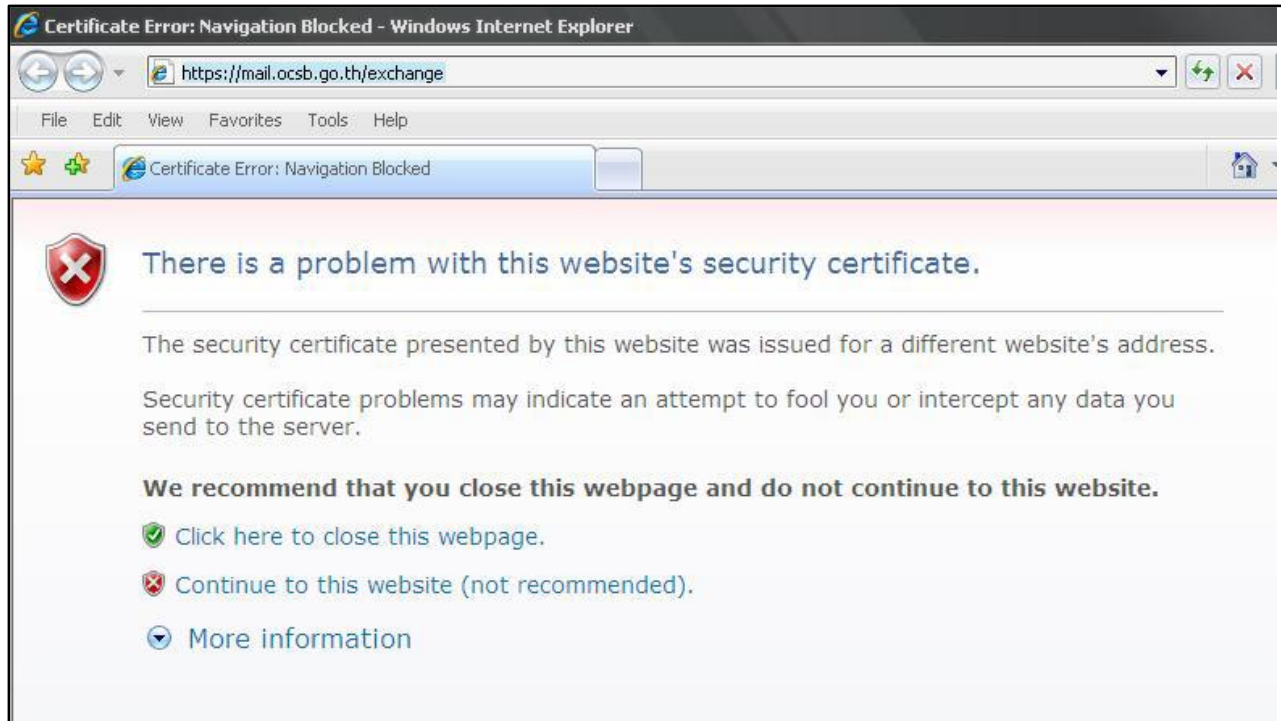 Certificate Error: Navigation Blocked - Windows Internet Explorer
https://mail.ocsb.go.th/exchange
File Edit View Favorites Tools Help
Certificate Error: Navigation Blocked
There is a problem with this website's security certificate.
The security certificate presented by this website was issued for a different website's address.
Security certificate problems may indicate an attempt to fool you or intercept any data you
send to the server.
We recommend that you close this webpage and do not continue to this website.
Click here to close this webpage.
Continue to this website (not recommended).
More information